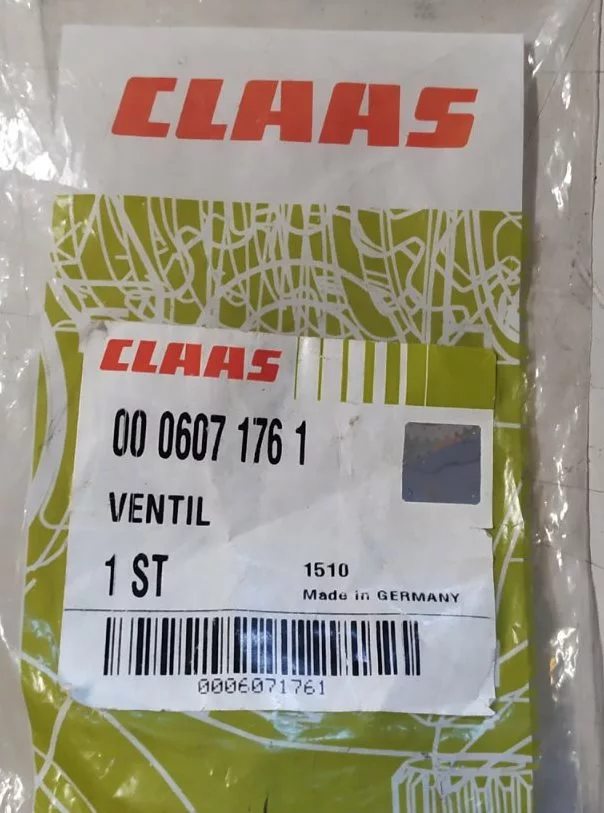 CLAAS
CLAAS
00 0607 176 1
VENTIL
1 ST
1510
Made in GERMANY
0006071761